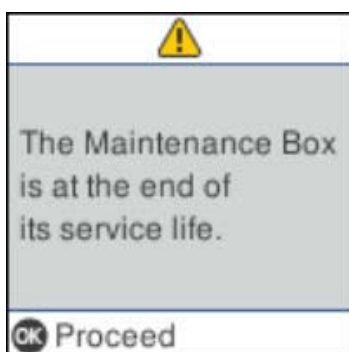 The Maintenance Box
is at the end of
its service life.
OK Proceed